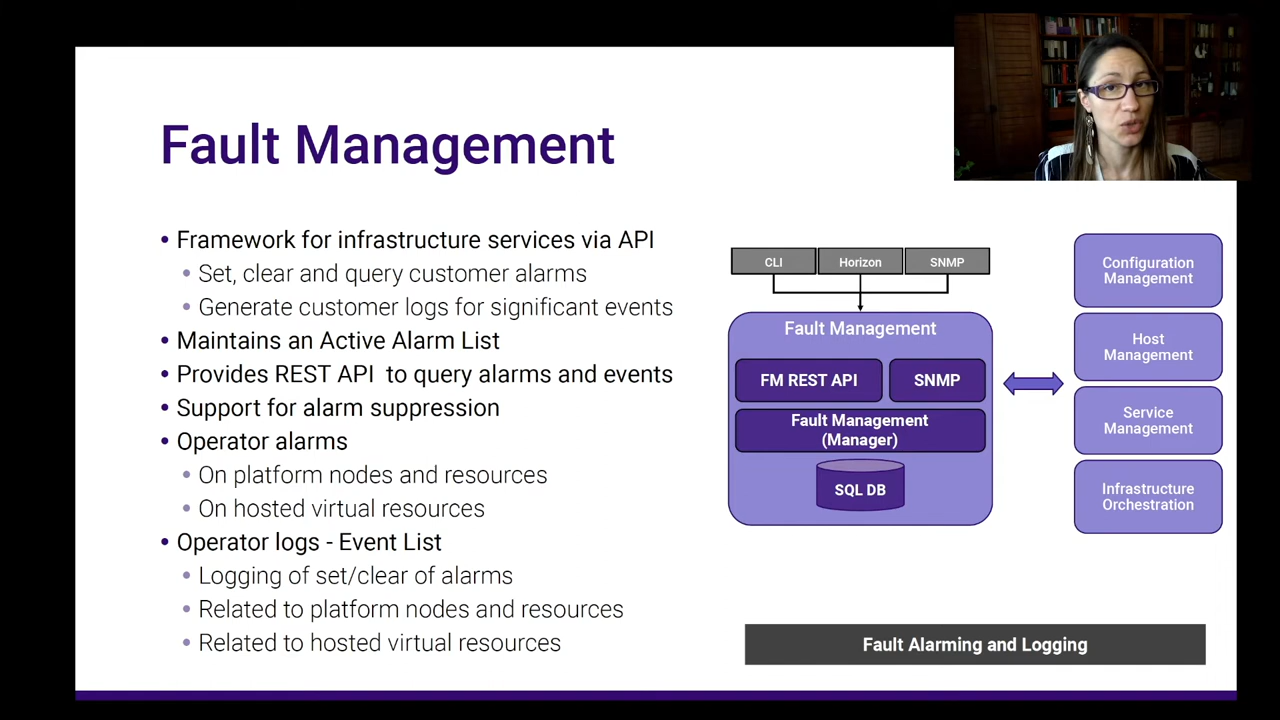 Fault Management
• Framework for infrastructure services via API
• Set, clear and query customer alarms
• Generate customer logs for significant events
• Maintains an Active Alarm List
• Provides REST API  to query alarms and events
• Support for alarm suppression
• Operator alarms
• On platform nodes and resources
• On hosted virtual resources
• Operator logs - Event List
• Logging of set/clear of alarms
• Related to platform nodes and resources
• Related to hosted virtual resources
CLI
Horizon
SNMP
Fault Management
FM REST API
SNMP
Fault Management
(Manager)
SQL DB
Configuration
Management
Host
Management
Service
Management
Infrastructure
Orchestration
Fault Alarming and Logging